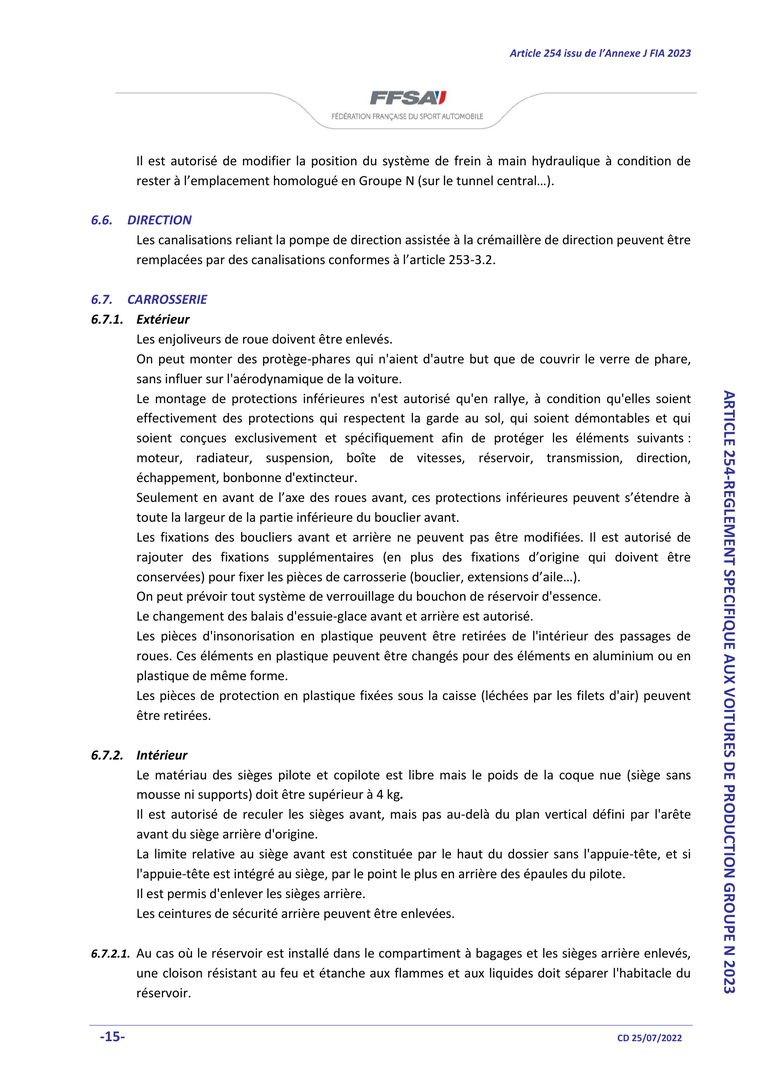 Article 254 issu de l'Annexe J FIA 2023
FFSA
FÉDÉRATION FRANÇAISE DU SPORT AUTOMOBILE
Il est autorisé de modifier la position du système de frein à main hydraulique à condition de
rester à l'emplacement homologué en Groupe N (sur le tunnel central…).
6.6. DIRECTION
Les canalisations reliant la pompe de direction assistée à la crémaillère de direction peuvent être
remplacées par des canalisations conformes à l'article 253-3.2.
6.7. CARROSSERIE
6.7.1. Extérieur
Les enjoliveurs de roue doivent être enlevés.
On peut monter des protège-phares qui n'aient d'autre but que de couvrir le verre de phare,
sans influer sur l'aérodynamique de la voiture.
Le montage de protections inférieures n'est autorisé qu'en rallye, à condition qu'elles soient
effectivement des protections qui respectent la garde au sol, qui soient démontables et qui
soient conçues exclusivement et spécifiquement afin de protéger les éléments suivants :
moteur, radiateur, suspension, boîte de vitesses, réservoir, transmission, direction,
échappement, bonbonne d'extincteur.
Seulement en avant de l'axe des roues avant, ces protections inférieures peuvent s'étendre à
toute la largeur de la partie inférieure du bouclier avant.
Les fixations des boucliers avant et arrière ne peuvent pas être modifiées. Il est autorisé de
rajouter des fixations supplémentaires (en plus des fixations d'origine qui doivent être
conservées) pour fixer les pièces de carrosserie (bouclier, extensions d'aile…).
On peut prévoir tout système de verrouillage du bouchon de réservoir d'essence.
Le changement des balais d'essuie-glace avant et arrière est autorisé.
Les pièces d'insonorisation en plastique peuvent être retirées de l'intérieur des passages de
roues. Ces éléments en plastique peuvent être changés pour des éléments en aluminium ou en
plastique de même forme.
Les pièces de protection en plastique fixées sous la caisse (léchées par les filets d'air) peuvent
être retirées.
6.7.2. Intérieur
Le matériau des sièges pilote et copilote est libre mais le poids de la coque nue (siège sans
mousse ni supports) doit être supérieur à 4 kg.
Il est autorisé de reculer les sièges avant, mais pas au-delà du plan vertical défini par l'arête
avant du siège arrière d'origine.
La limite relative au siège avant est constituée par le haut du dossier sans l'appuie-tête, et si
l'appuie-tête est intégré au siège, par le point le plus en arrière des épaules du pilote.
Il est permis d'enlever les sièges arrière.
Les ceintures de sécurité arrière peuvent être enlevées.
6.7.2.1. Au cas où le réservoir est installé dans le compartiment à bagages et les sièges arrière enlevés,
une cloison résistant au feu et étanche aux flammes et aux liquides doit séparer l'habitacle du
réservoir.
ARTICLE 254-REGLEMENT SPECIFIQUE AUX VOITURES DE PRODUCTION GROUPE N 2023
-15-
CD 25/07/2022